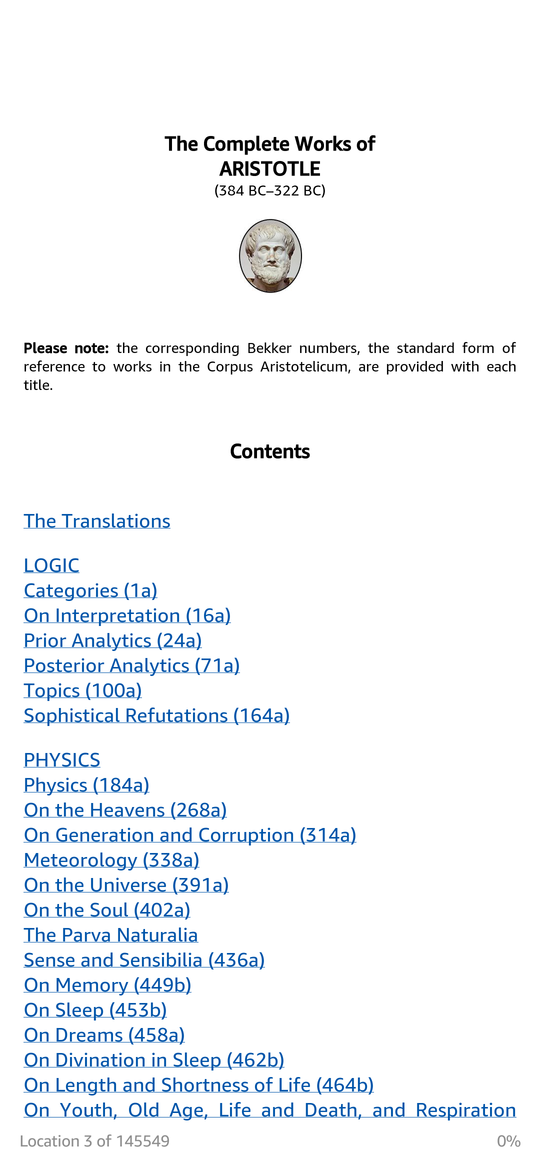 The Complete Works of
ARISTOTLE
(384 BC–322 BC)
Please note: the corresponding Bekker numbers, the standard form of
reference to works in the Corpus Aristotelicum, are provided with each
title.
Contents
The Translations
LOGIC
Categories (1a)
On Interpretation (16a)
Prior Analytics (24a)
Posterior Analytics (71a)
Topics (100a)
Sophistical Refutations (164a)
PHYSICS
Physics (184a)
On the Heavens (268a)
On Generation and Corruption (314a)
Meteorology (338a)
On the Universe (391a)
On the Soul (402a)
The Parva Naturalia
Sense and Sensibilia (436a)
On Memory (449b)
On Sleep (453b)
On Dreams (458a)
On Divination in Sleep (462b)
On Length and Shortness of Life (464b)
On Youth, Old Age, Life and Death, and Respiration
Location 3 of 145549 0%